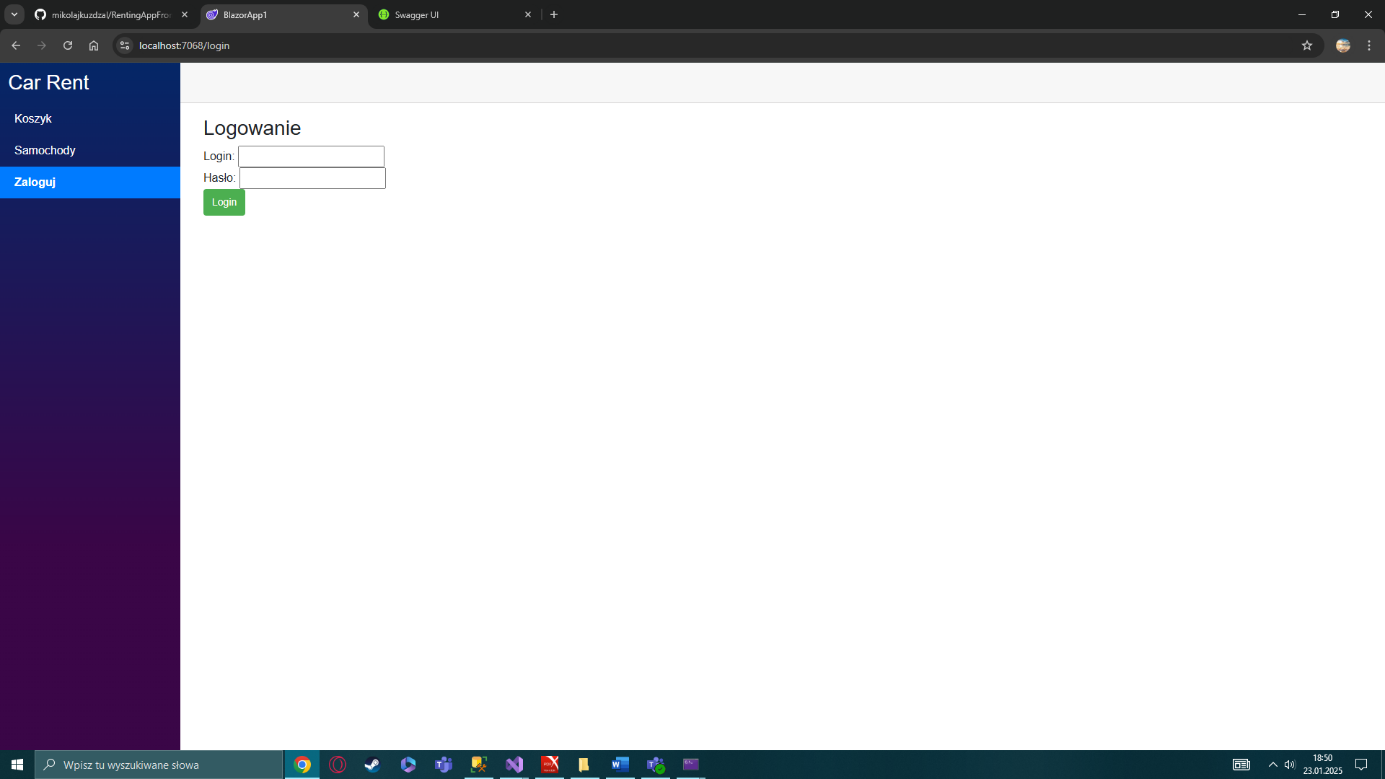 mikolajkuzdzal/RentingAppFro
BlazorApp1
Swagger UI
localhost:7068/login
Car Rent
Koszyk
Samochody
Zaloguj
Logowanie
Login:
Hasło:
Login
Wpisz tu wyszukiwane słowa
18:50
23.01.2025